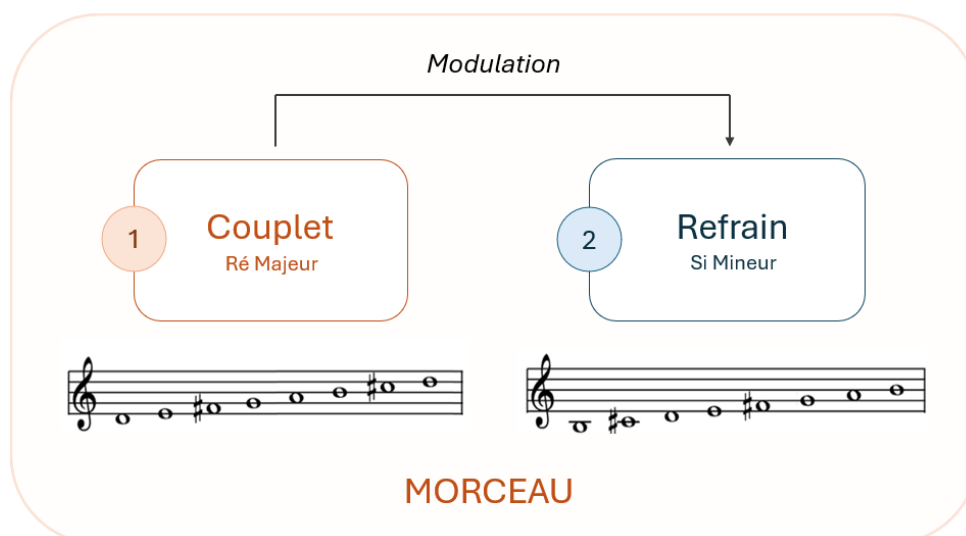 Modulation
1
Couplet
Ré Majeur
2
Refrain
Si Mineur
MORCEAU